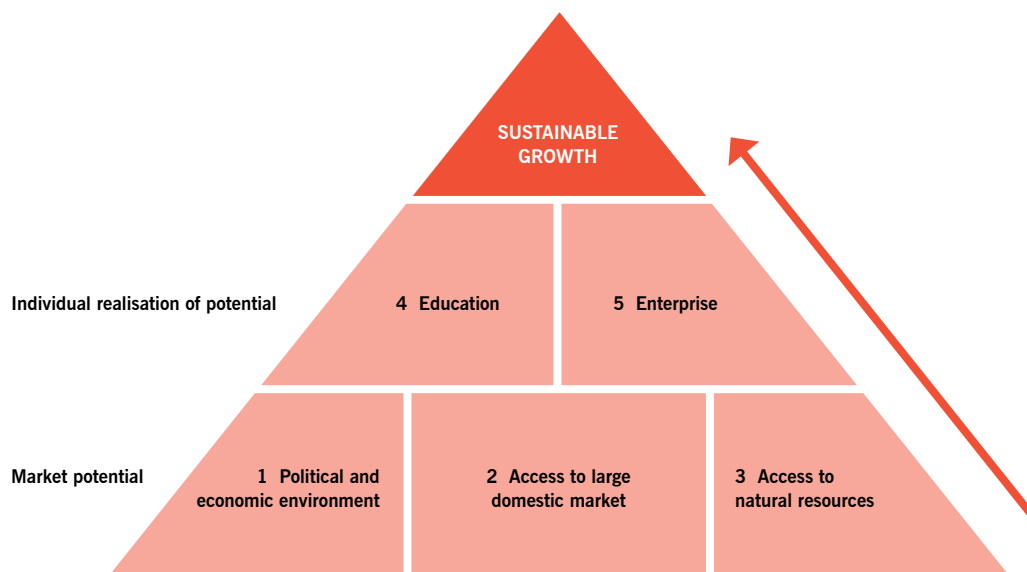 SUSTAINABLE
GROWTH
Individual realisation of potential
4 Education
5 Enterprise
Market potential
1 Political and
economic environment
2 Access to large
domestic market
3 Access to
natural resources